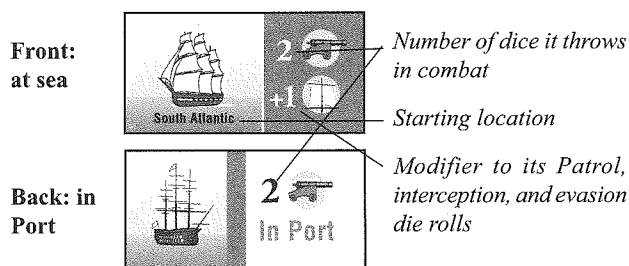 Front:
at sea
2
+1
South Atlantic
Number of dice it throws
in combat
Starting location
Modifier to its Patrol,
interception, and evasion
die rolls
Back: in
Port
2
In Port